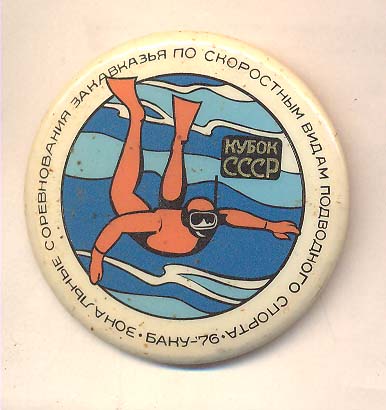 ЗОНАЛЬНЫЕ СОРЕВНОВАНИЯ ЗАКАВКАЗЬЯ ПО СКОРОСТНЫМ ВИДАМ ПОДВОДНОГО СПОРТА · БАКУ-76 ·
КУБОК
СССР